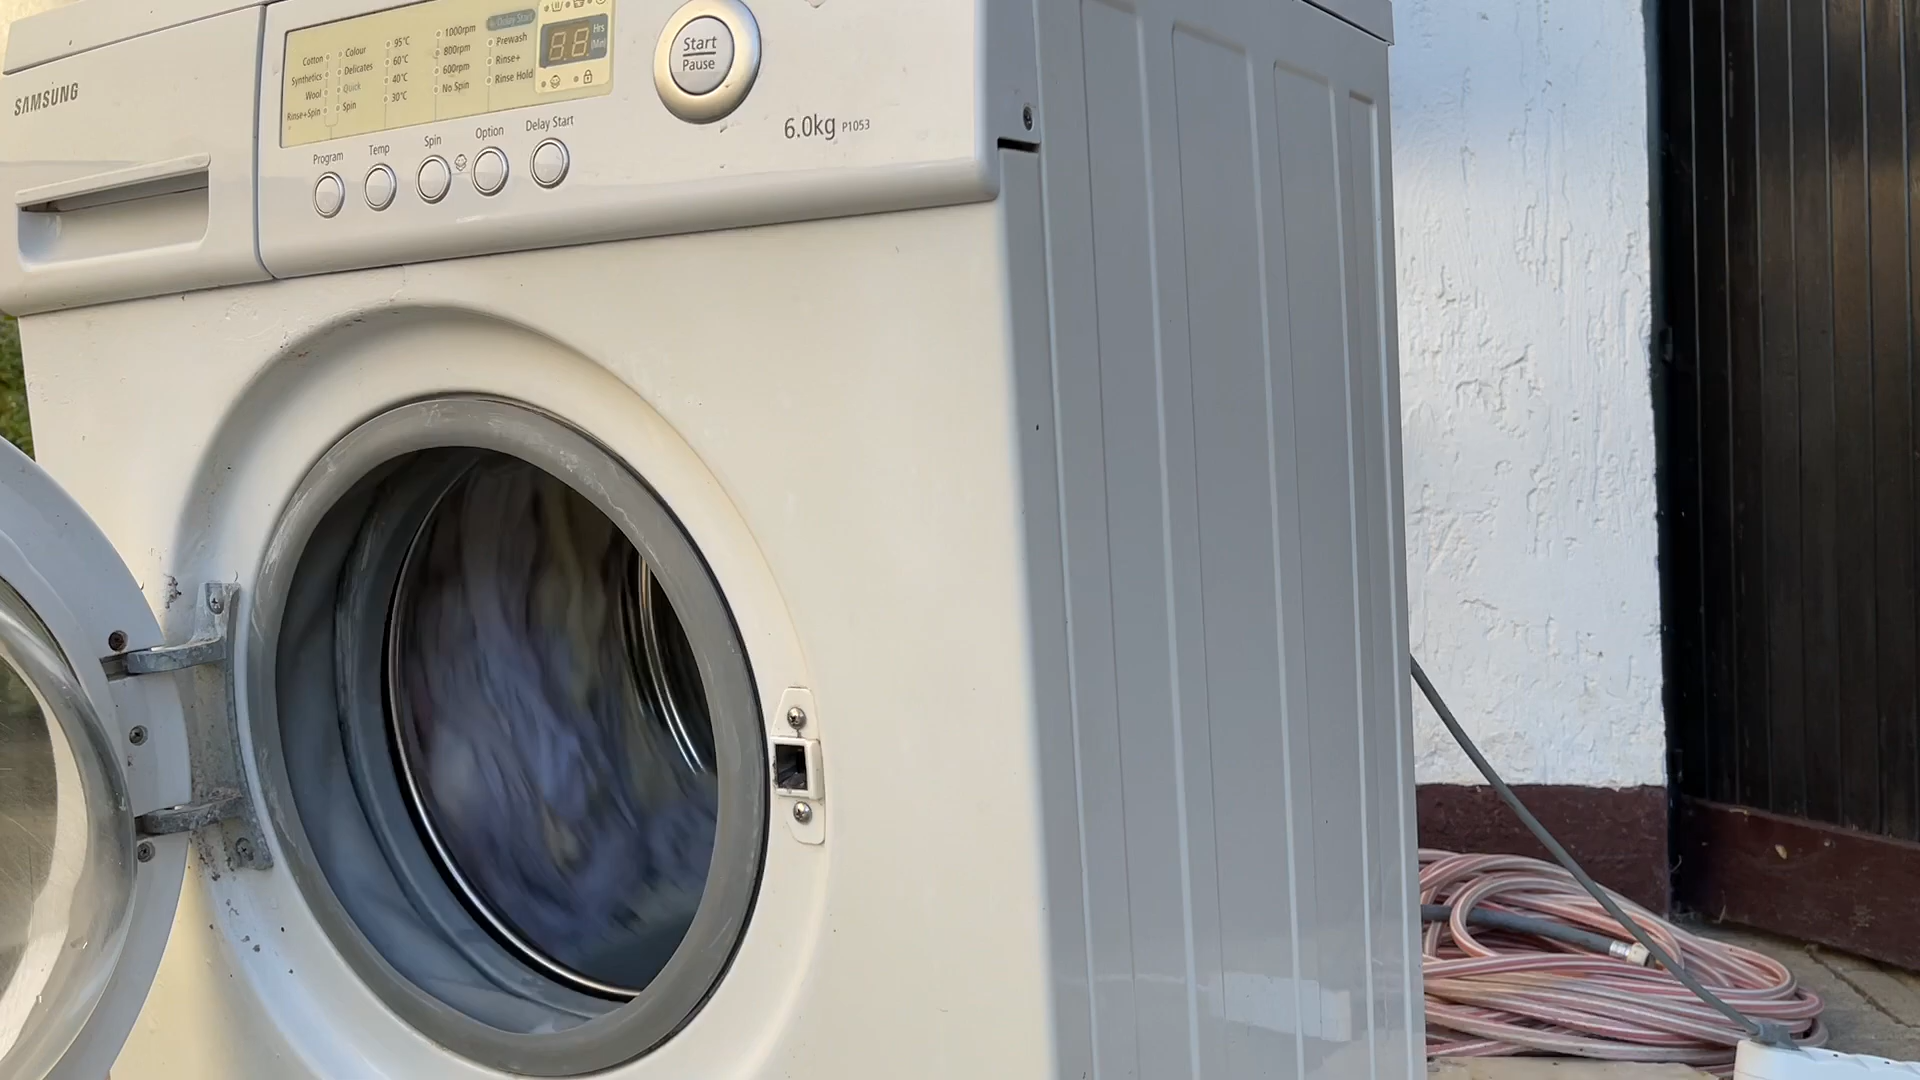 SAMSUNG
Cotton
Synthetics
Wool
Rinse+Spin
Colour
Delicates
Quick
Spin
95°C
60°C
40°C
30°C
1000rpm
800rpm
600rpm
No Spin
Delay Start
Prewash
Rinse+
Rinse Hold
Hrs
(Min)
Start
Pause
6.0kg P1053
Program
Temp
Spin
Option
Delay Start